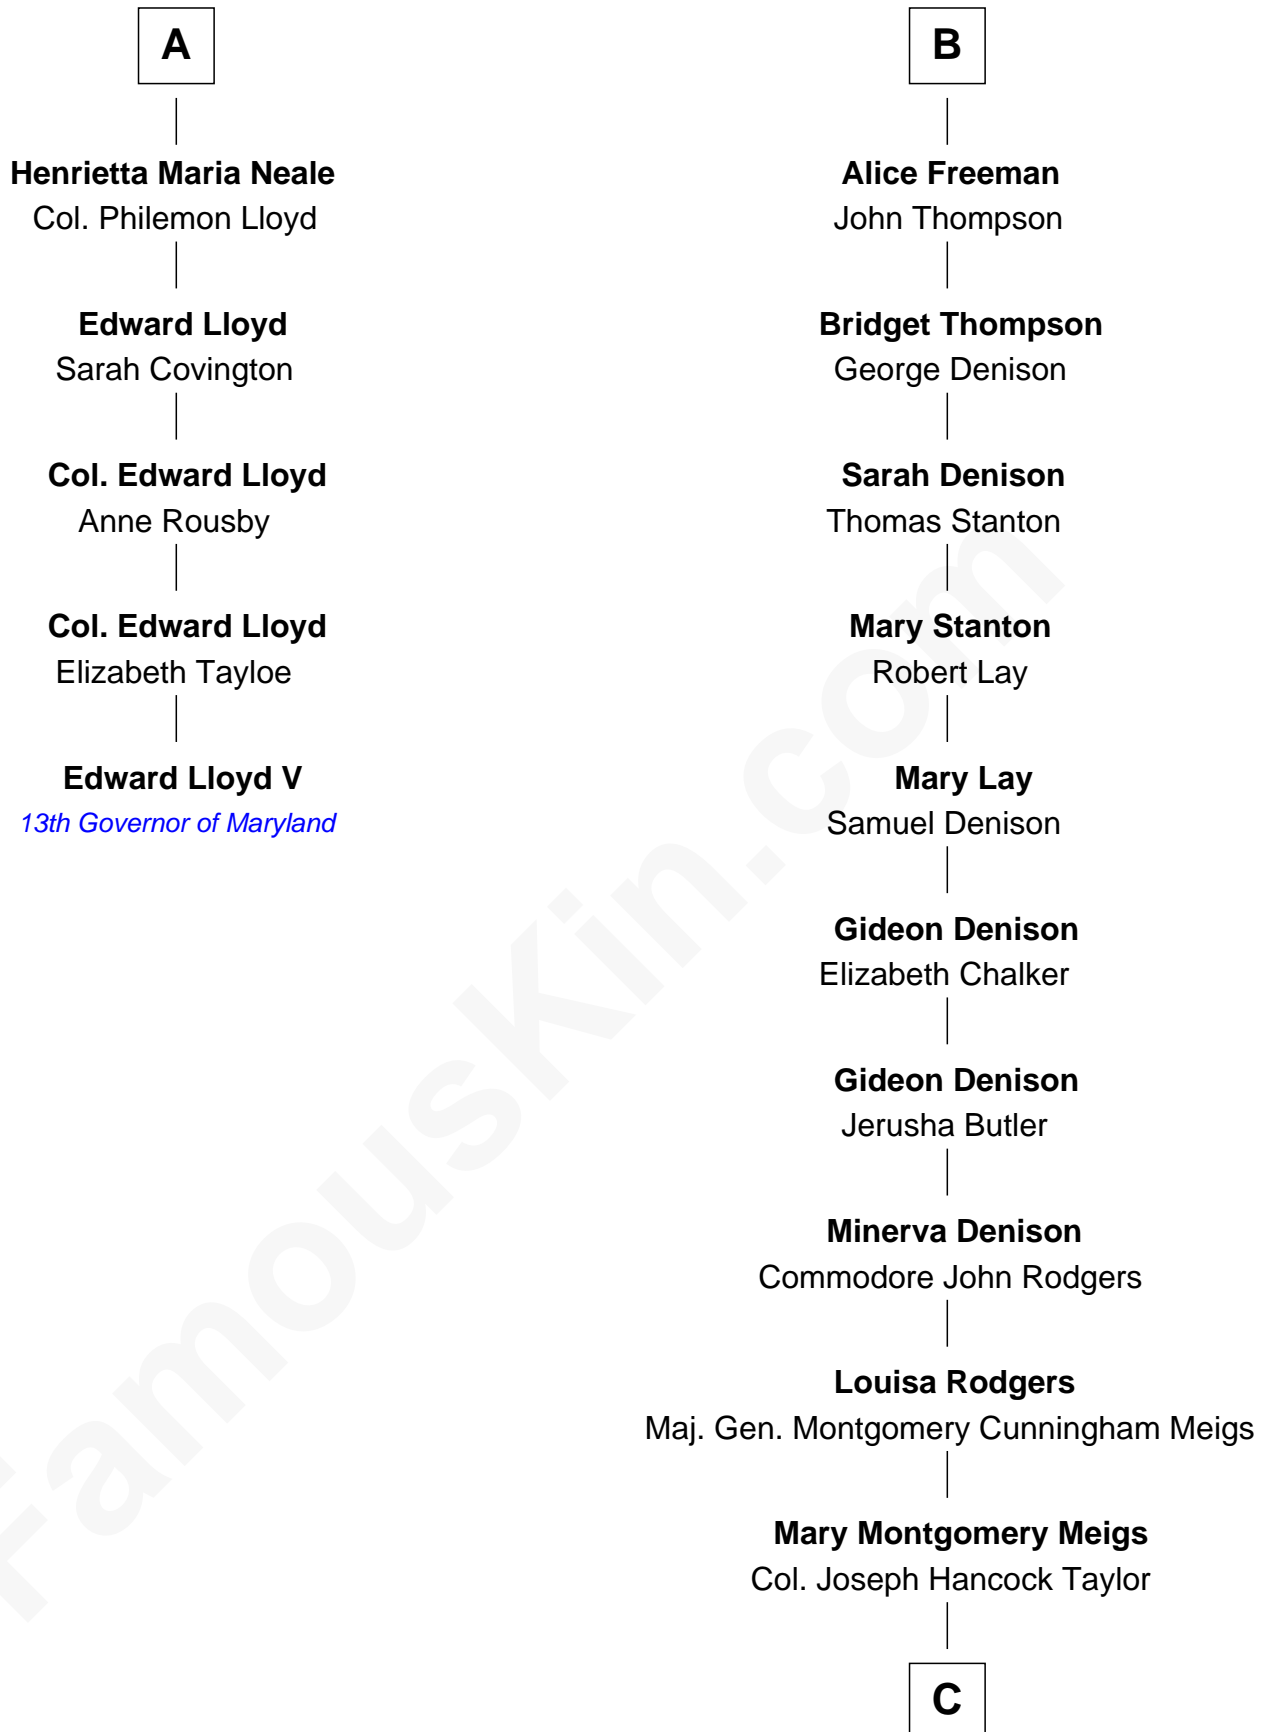 A
Henrietta Maria Neale
Col. Philemon Lloyd
Edward Lloyd
Sarah Covington
Col. Edward Lloyd
Anne Rousby
Col. Edward Lloyd
Elizabeth Tayloe
Edward Lloyd V
13th Governor of Maryland
B
Alice Freeman
John Thompson
Bridget Thompson
George Denison
Sarah Denison
Thomas Stanton
Mary Stanton
Robert Lay
Mary Lay
Samuel Denison
Gideon Denison
Elizabeth Chalker
Gideon Denison
Jerusha Butler
Minerva Denison
Commodore John Rodgers
Louisa Rodgers
Maj. Gen. Montgomery Cunningham Meigs
Mary Montgomery Meigs
Col. Joseph Hancock Taylor
C
FamousKin.com